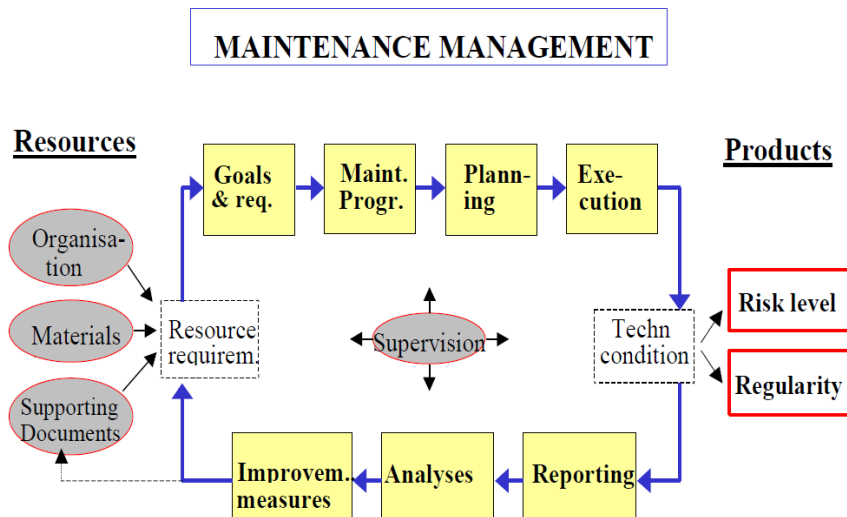 MAINTENANCE MANAGEMENT
Resources
Products
Goals
& req.
Maint.
Progr.
Plann-
ing
Exe-
cution
Organisa-
tion
Materials
Supporting
Documents
Resource
requirem.
Supervision
Techn
condition
Risk level
Regularity
Improvem..
measures
Analyses
Reporting